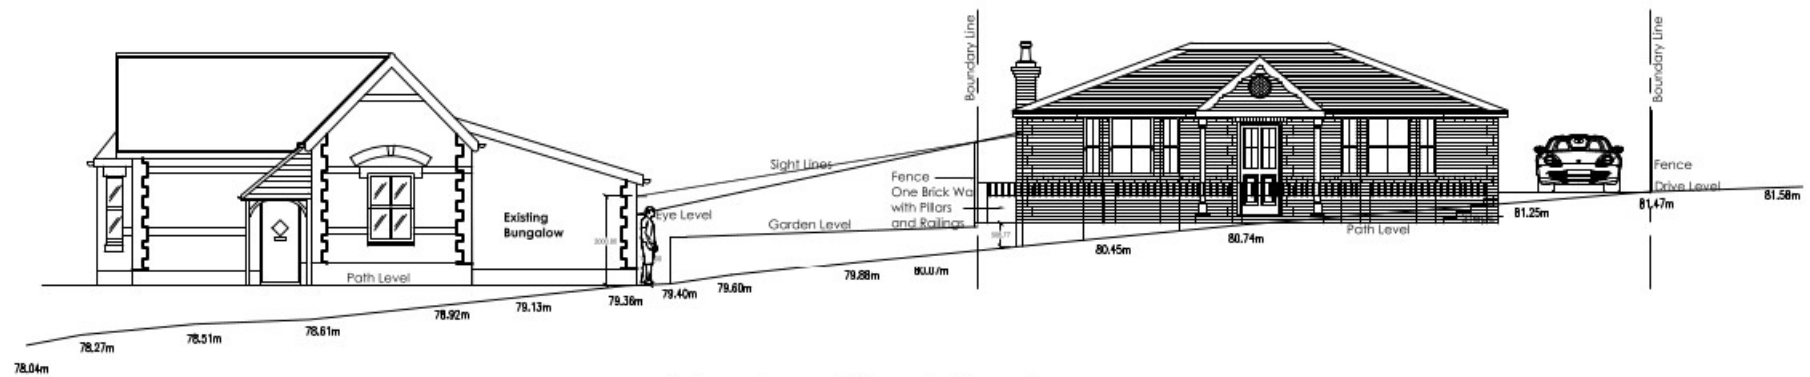 Boundary Line
Boundary Line
Sight Lines
Fence
One Brick Wa
with Pillars
and Railings
Fence
Drive Level
Eye Level
Existing
Bungalow
Garden Level
Path Level
Path Level
81.58m
81.47m
81.25m
80.74m
80.45m
80.07m
79.88m
79.60m
79.40m
79.36m
79.13m
78.92m
78.61m
78.51m
78.27m
78.04m